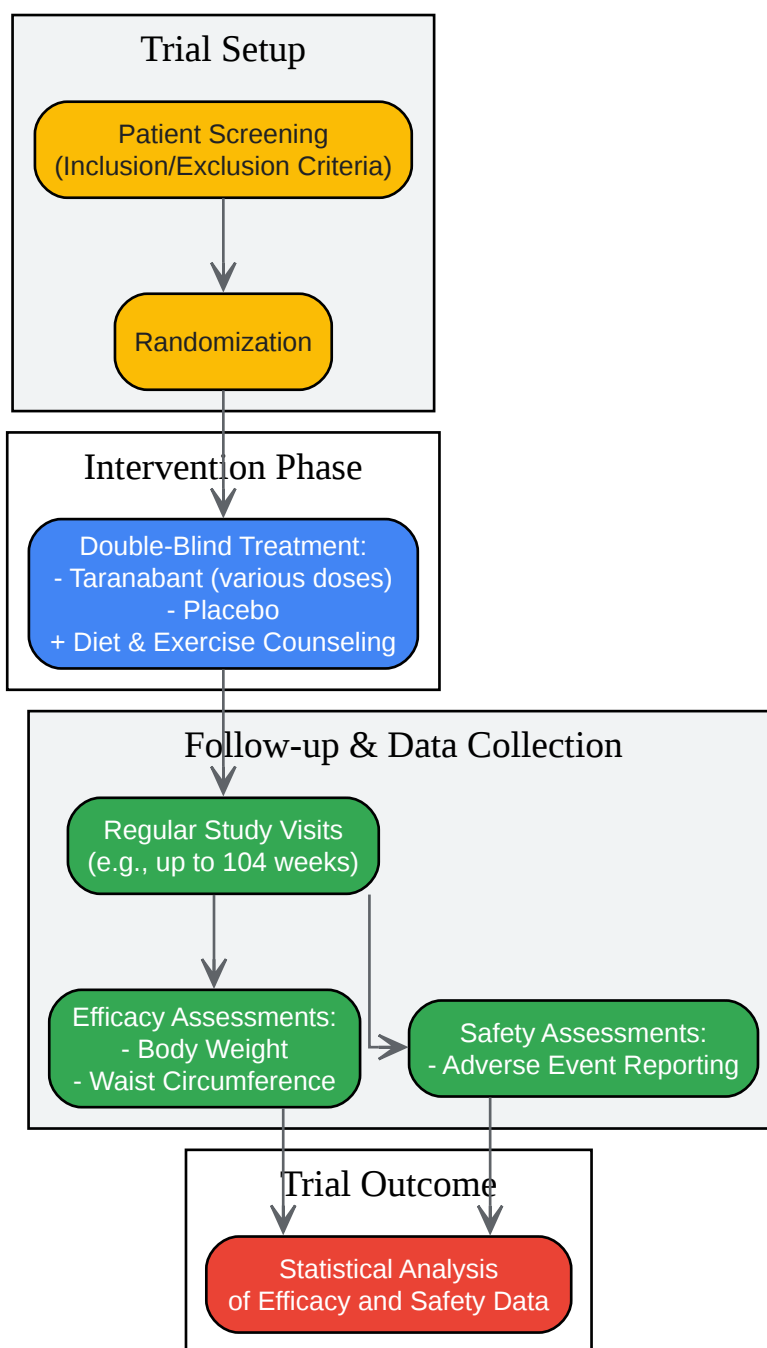 Trial Setup
Patient Screening
(Inclusion/Exclusion Criteria)
Randomization
Intervention Phase
Double-Blind Treatment:
- Taranabant (various doses)
- Placebo
+ Diet & Exercise Counseling
Follow-up & Data Collection
Regular Study Visits
(e.g., up to 104 weeks)
Efficacy Assessments:
- Body Weight
- Waist Circumference
Safety Assessments:
- Adverse Event Reporting
Trial Outcome
Statistical Analysis
of Efficacy and Safety Data